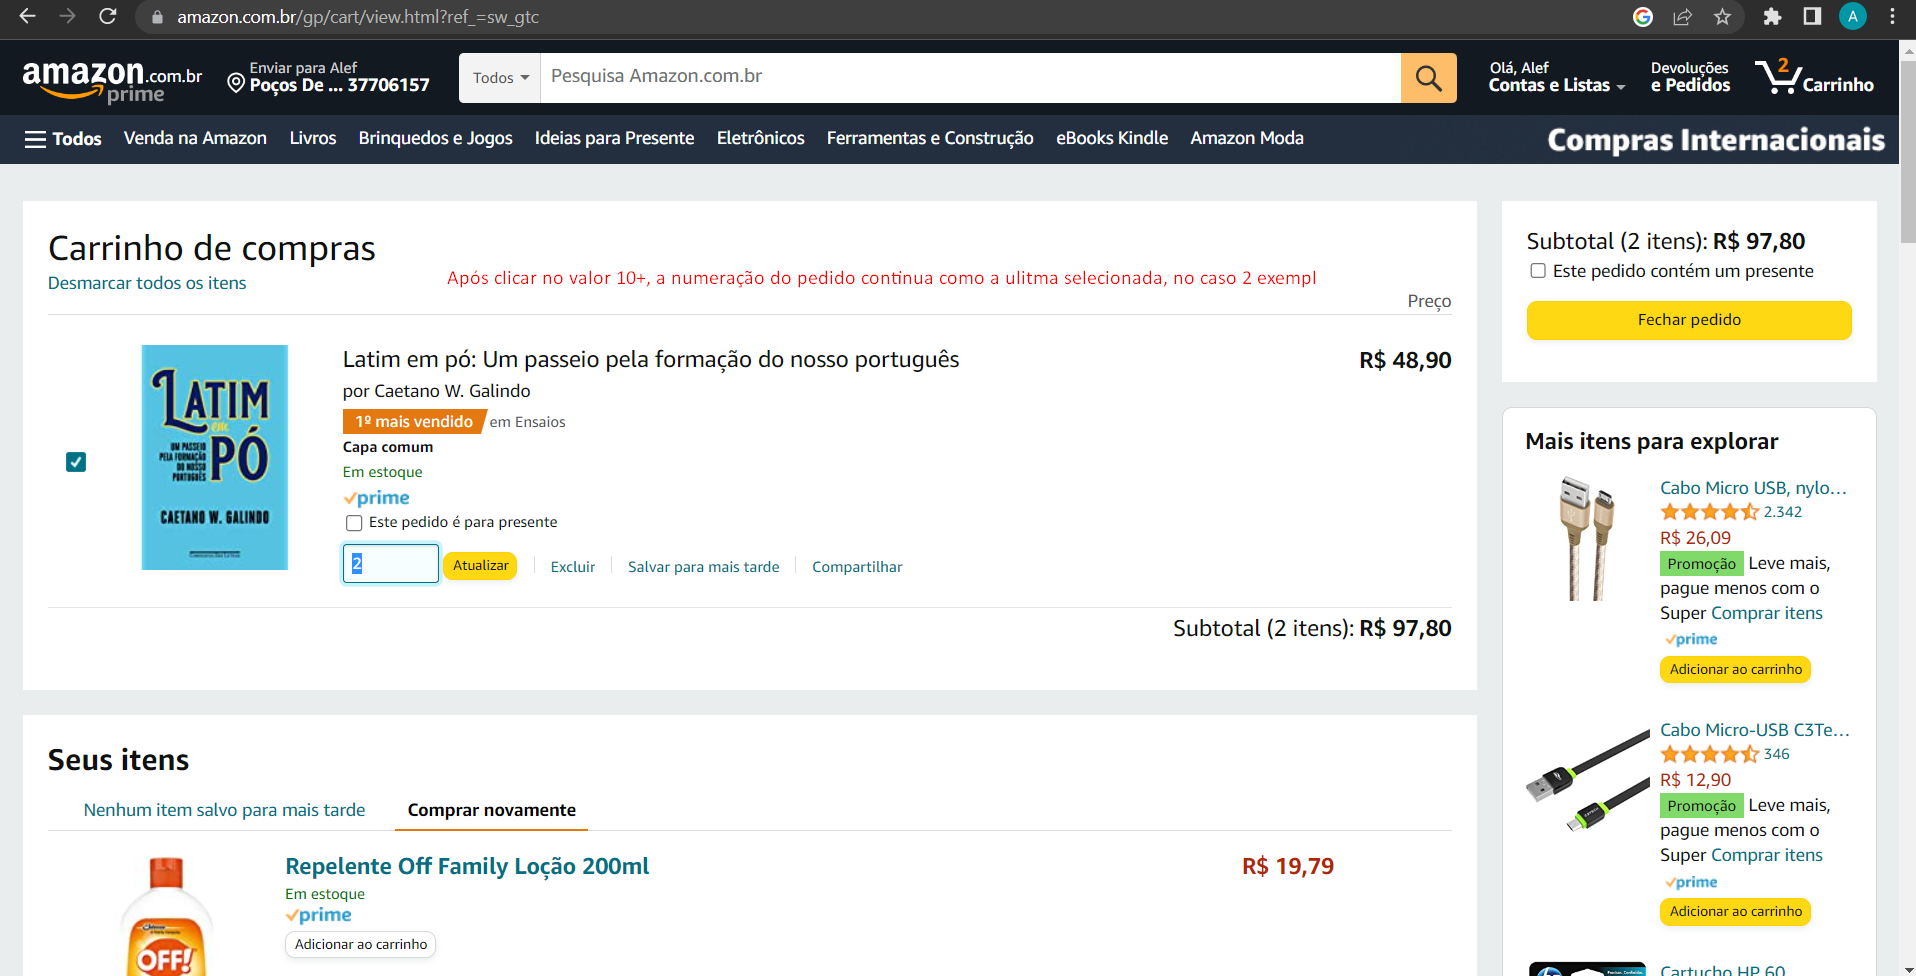 amazon.com.br/gp/cart/view.html?ref_=sw_gtc
A
amazon.com.br
prime
Enviar para Alef
Poços De ... 37706157
Todos
Pesquisa Amazon.com.br
Olá, Alef
Contas e Listas
Devoluções
e Pedidos
2
Carrinho
Todos
Venda na Amazon
Livros
Brinquedos e Jogos
Ideias para Presente
Eletrônicos
Ferramentas e Construção
eBooks Kindle
Amazon Moda
Compras Internacionais
Carrinho de compras
Desmarcar todos os itens
Após clicar no valor 10+, a numeração do pedido continua como a ulitma selecionada, no caso 2 exempl
Preço
LATIM
em
PÓ
UM PASSEIO
PELA FORMAÇÃO
DO NOSSO
PORTUGUÊS
CAETANO W. GALINDO
Latim em pó: Um passeio pela formação do nosso português
R$ 48,90
por Caetano W. Galindo
1º mais vendido em Ensaios
Capa comum
Em estoque
prime
Este pedido é para presente
2
Atualizar
Excluir
Salvar para mais tarde
Compartilhar
Subtotal (2 itens): R$ 97,80
Seus itens
Nenhum item salvo para mais tarde
Comprar novamente
OFF!
Repelente Off Family Loção 200ml
R$ 19,79
Em estoque
prime
Adicionar ao carrinho
Subtotal (2 itens): R$ 97,80
Este pedido contém um presente
Fechar pedido
Mais itens para explorar
Cabo Micro USB, nylo...
2.342
R$ 26,09
Promoção Leve mais,
pague menos com o
Super Comprar itens
prime
Adicionar ao carrinho
Cabo Micro-USB C3Te...
346
R$ 12,90
Promoção Leve mais,
pague menos com o
Super Comprar itens
prime
Adicionar ao carrinho
Cartucho HP 60